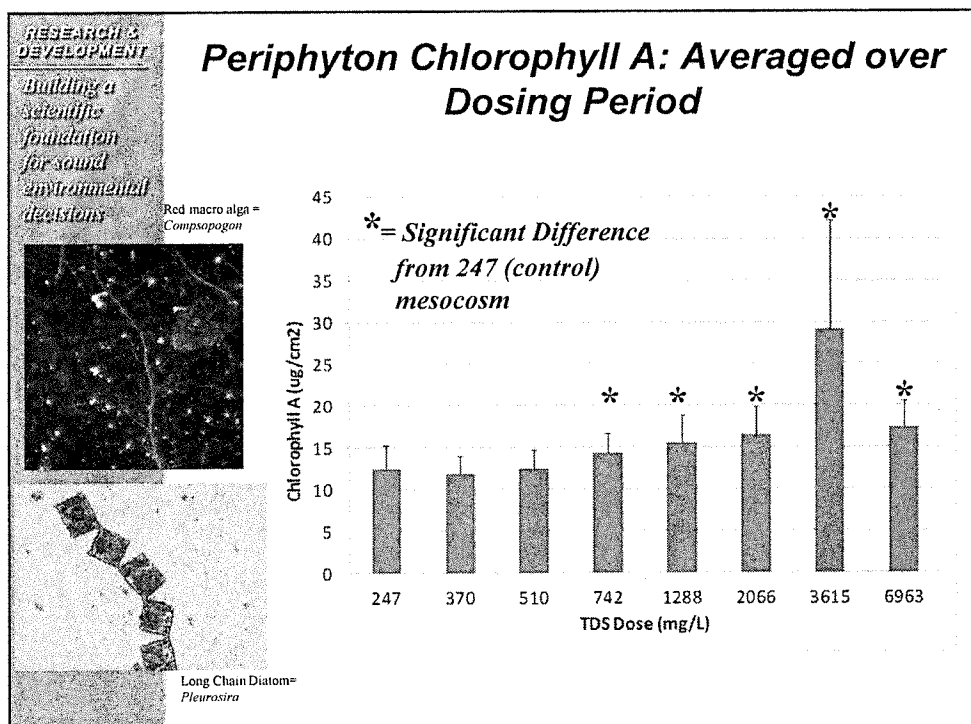 RESEARCH &
DEVELOPMENT
Building a
scientific
foundation
for sound
environmental
decisions
Periphyton Chlorophyll A: Averaged over
Dosing Period
Red macro alga =
Compsopogon
Long Chain Diatom=
Pleurosira
*= Significant Difference
from 247 (control)
mesocosm
Chlorophyll A (ug/cm2)
45
40
35
30
25
20
15
10
5
0
* * * * *
247 370 510 742 1288 2066 3615 6963
TDS Dose (mg/L)